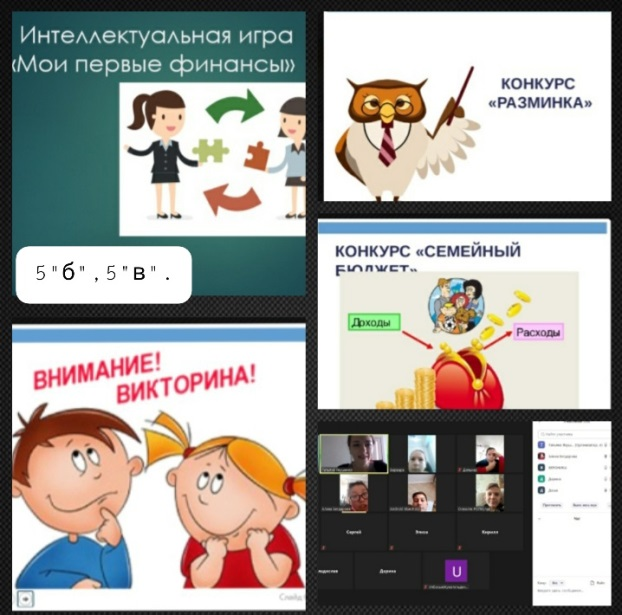 Интеллектуальная игра
«Мои первые финансы»
5"б",5"в".
КОНКУРС
«РАЗМИНКА»
КОНКУРС «СЕМЕЙНЫЙ
БЮДЖЕТ»
Доходы
Расходы
ВНИМАНИЕ!
ВИКТОРИНА!
Слайд
Сергей
Кирилл
Дарина
U